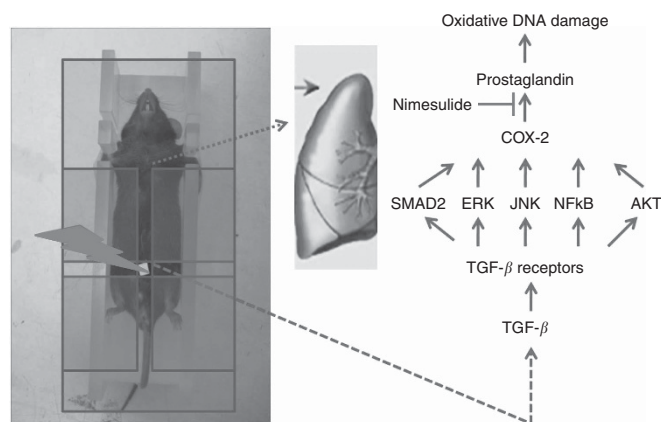 Oxidative DNA damage
Prostaglandin
Nimesulide
COX-2
SMAD2 ERK JNK NFkB AKT
TGF-β receptors
TGF-β